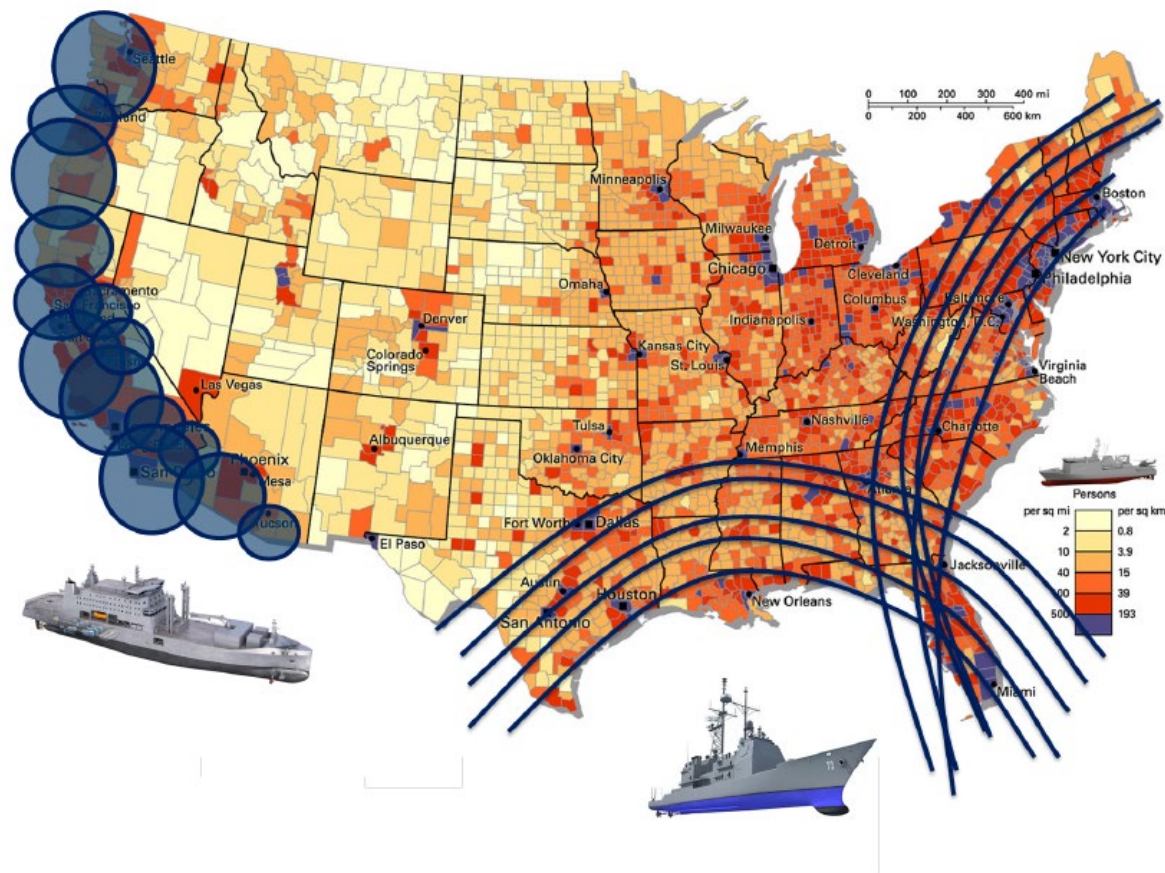 Seattle
0 100 200 300 400 mi
0 200 400 600 km
Minneapolis
Boston
Milwaukee
Detroit
New York City
Chicago
Cleveland
Philadelphia
Omaha
Columbus
Baltimore
Denver
Indianapolis
Washington, D.C.
Kansas City
Colorado
Springs
St. Louis
Virginia
Beach
Las Vegas
Nashville
Charlotte
Tulsa
Albuquerque
Memphis
Oklahoma City
Phoenix
San Diego
Mesa
Atlanta
Persons
Fort Worth
Dallas
per sq mi
per sq km
Tucson
2
0.8
El Paso
10
3.9
40
15
Jacksonville
39
Austin
Houston
New Orleans
500
193
San Antonio
Miami